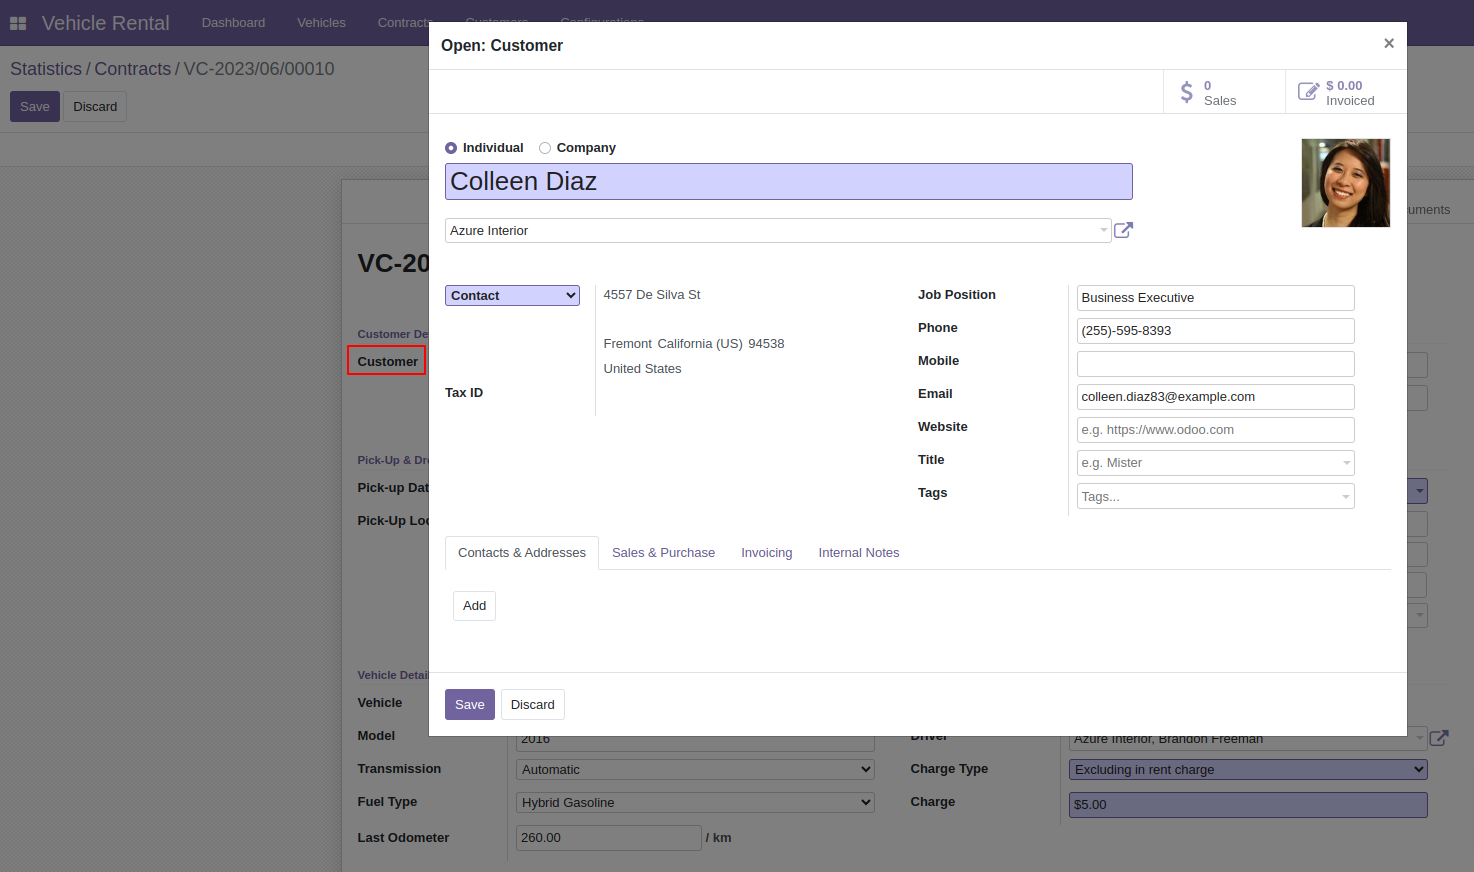 Vehicle Rental Dashboard Vehicles Contracts Customers Configurations
Statistics / Contracts / VC-2023/06/00010
Save Discard
Open: Customer ×
$ 0 Sales
$ 0.00 Invoiced
Individual Company
Colleen Diaz
Azure Interior
uments
VC-20
Contact
4557 De Silva St
Fremont California (US) 94538
United States
Tax ID
Job Position Business Executive
Phone (255)-595-8393
Mobile
Email colleen.diaz83@example.com
Website e.g. https://www.odoo.com
Title e.g. Mister
Tags Tags...
Customer De
Customer
Pick-Up & Dr
Pick-up Dat
Pick-Up Loc
Contacts & Addresses Sales & Purchase Invoicing Internal Notes
Add
Save Discard
Vehicle Detail
Vehicle
Model 2016
Driver Azure Interior, Brandon Freeman
Transmission Automatic
Charge Type Excluding in rent charge
Fuel Type Hybrid Gasoline
Charge $5.00
Last Odometer 260.00 / km